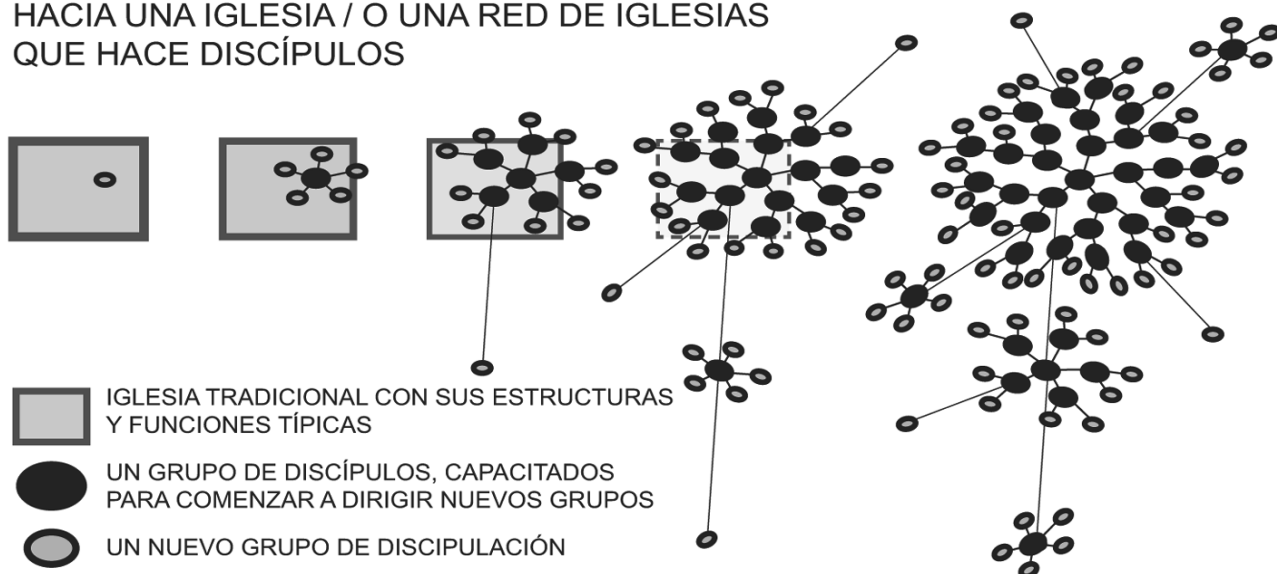 HACIA UNA IGLESIA / O UNA RED DE IGLESIAS
QUE HACE DISCÍPULOS
IGLESIA TRADICIONAL CON SUS ESTRUCTURAS
Y FUNCIONES TÍPICAS
UN GRUPO DE DISCÍPULOS, CAPACITADOS
PARA COMENZAR A DIRIGIR NUEVOS GRUPOS
UN NUEVO GRUPO DE DISCIPULACIÓN